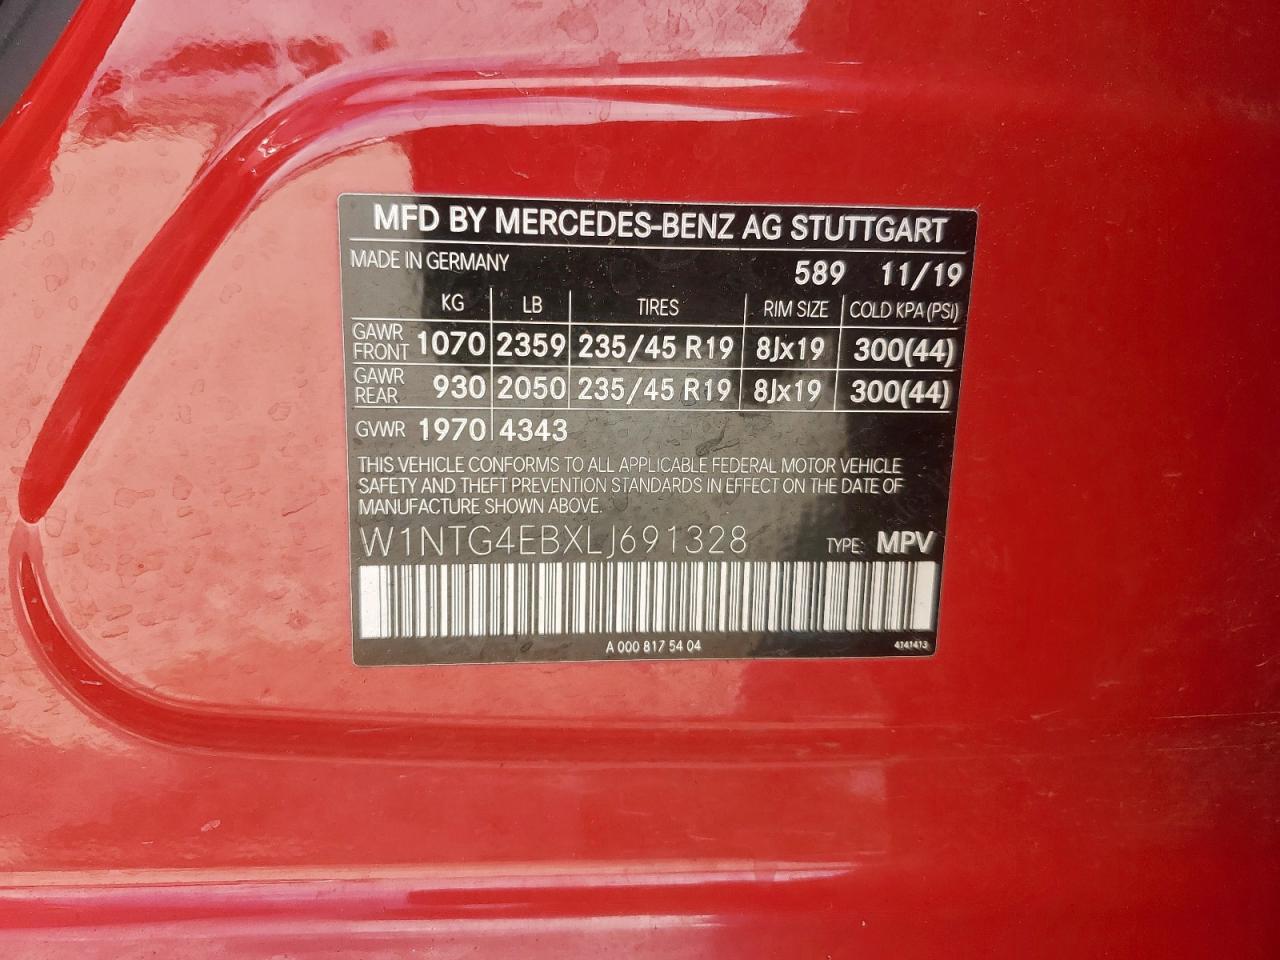 MFD BY MERCEDES-BENZ AG STUTTGART
MADE IN GERMANY 589 11/19
KG LB TIRES RIM SIZE COLD KPA (PSI)
GAWR FRONT 1070 2359 235/45 R19 8Jx19 300(44)
GAWR REAR 930 2050 235/45 R19 8Jx19 300(44)
GVWR 1970 4343
THIS VEHICLE CONFORMS TO ALL APPLICABLE FEDERAL MOTOR VEHICLE
SAFETY AND THEFT PREVENTION STANDARDS IN EFFECT ON THE DATE OF
MANUFACTURE SHOWN ABOVE.
W1NTG4EBXLJ691328 TYPE: MPV
A 000 817 54 04 4141413